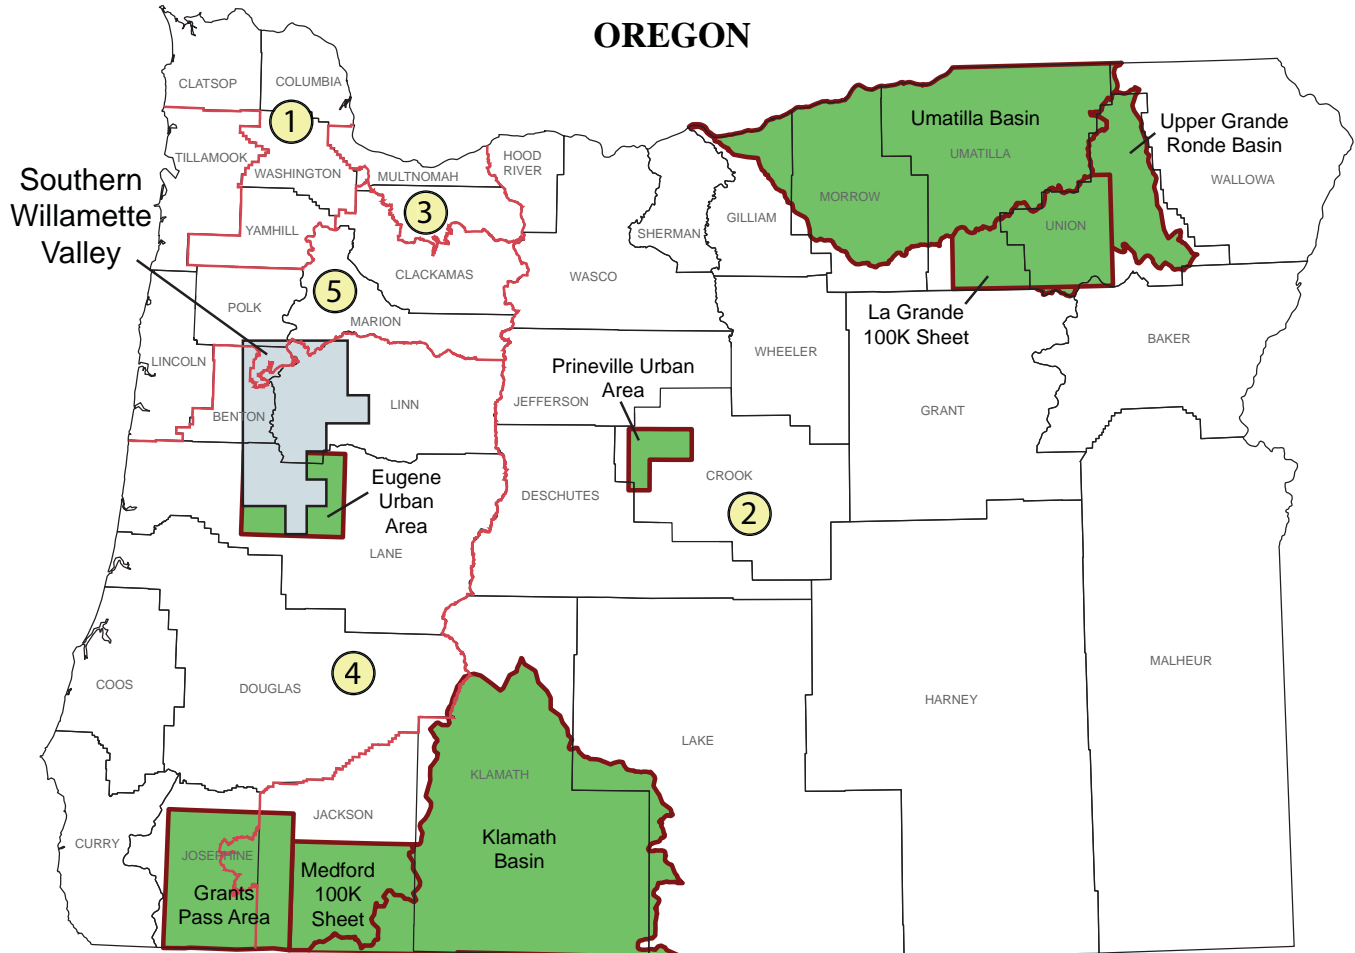 OREGON
CLATSOP
COLUMBIA
1
TILLAMOOK
WASHINGTON
MULTNOMAH
HOOD
RIVER
Umatilla Basin
UMATILLA
Upper Grande
Ronde Basin
WALLOWA
Southern
Willamette
Valley
YAMHILL
3
MORROW
GILLIAM
SHERMAN
UNION
CLACKAMAS
WASCO
5
POLK
MARION
La Grande
100K Sheet
BAKER
LINCOLN
WHEELER
Prineville Urban
Area
JEFFERSON
GRANT
BENTON
LINN
Eugene
Urban
Area
CROOK
DESCHUTES
2
LANE
4
DOUGLAS
COOS
MALHEUR
HARNEY
LAKE
KLAMATH
JACKSON
CURRY
JOSEPHINE
Klamath
Basin
Grants
Pass Area
Medford
100K
Sheet